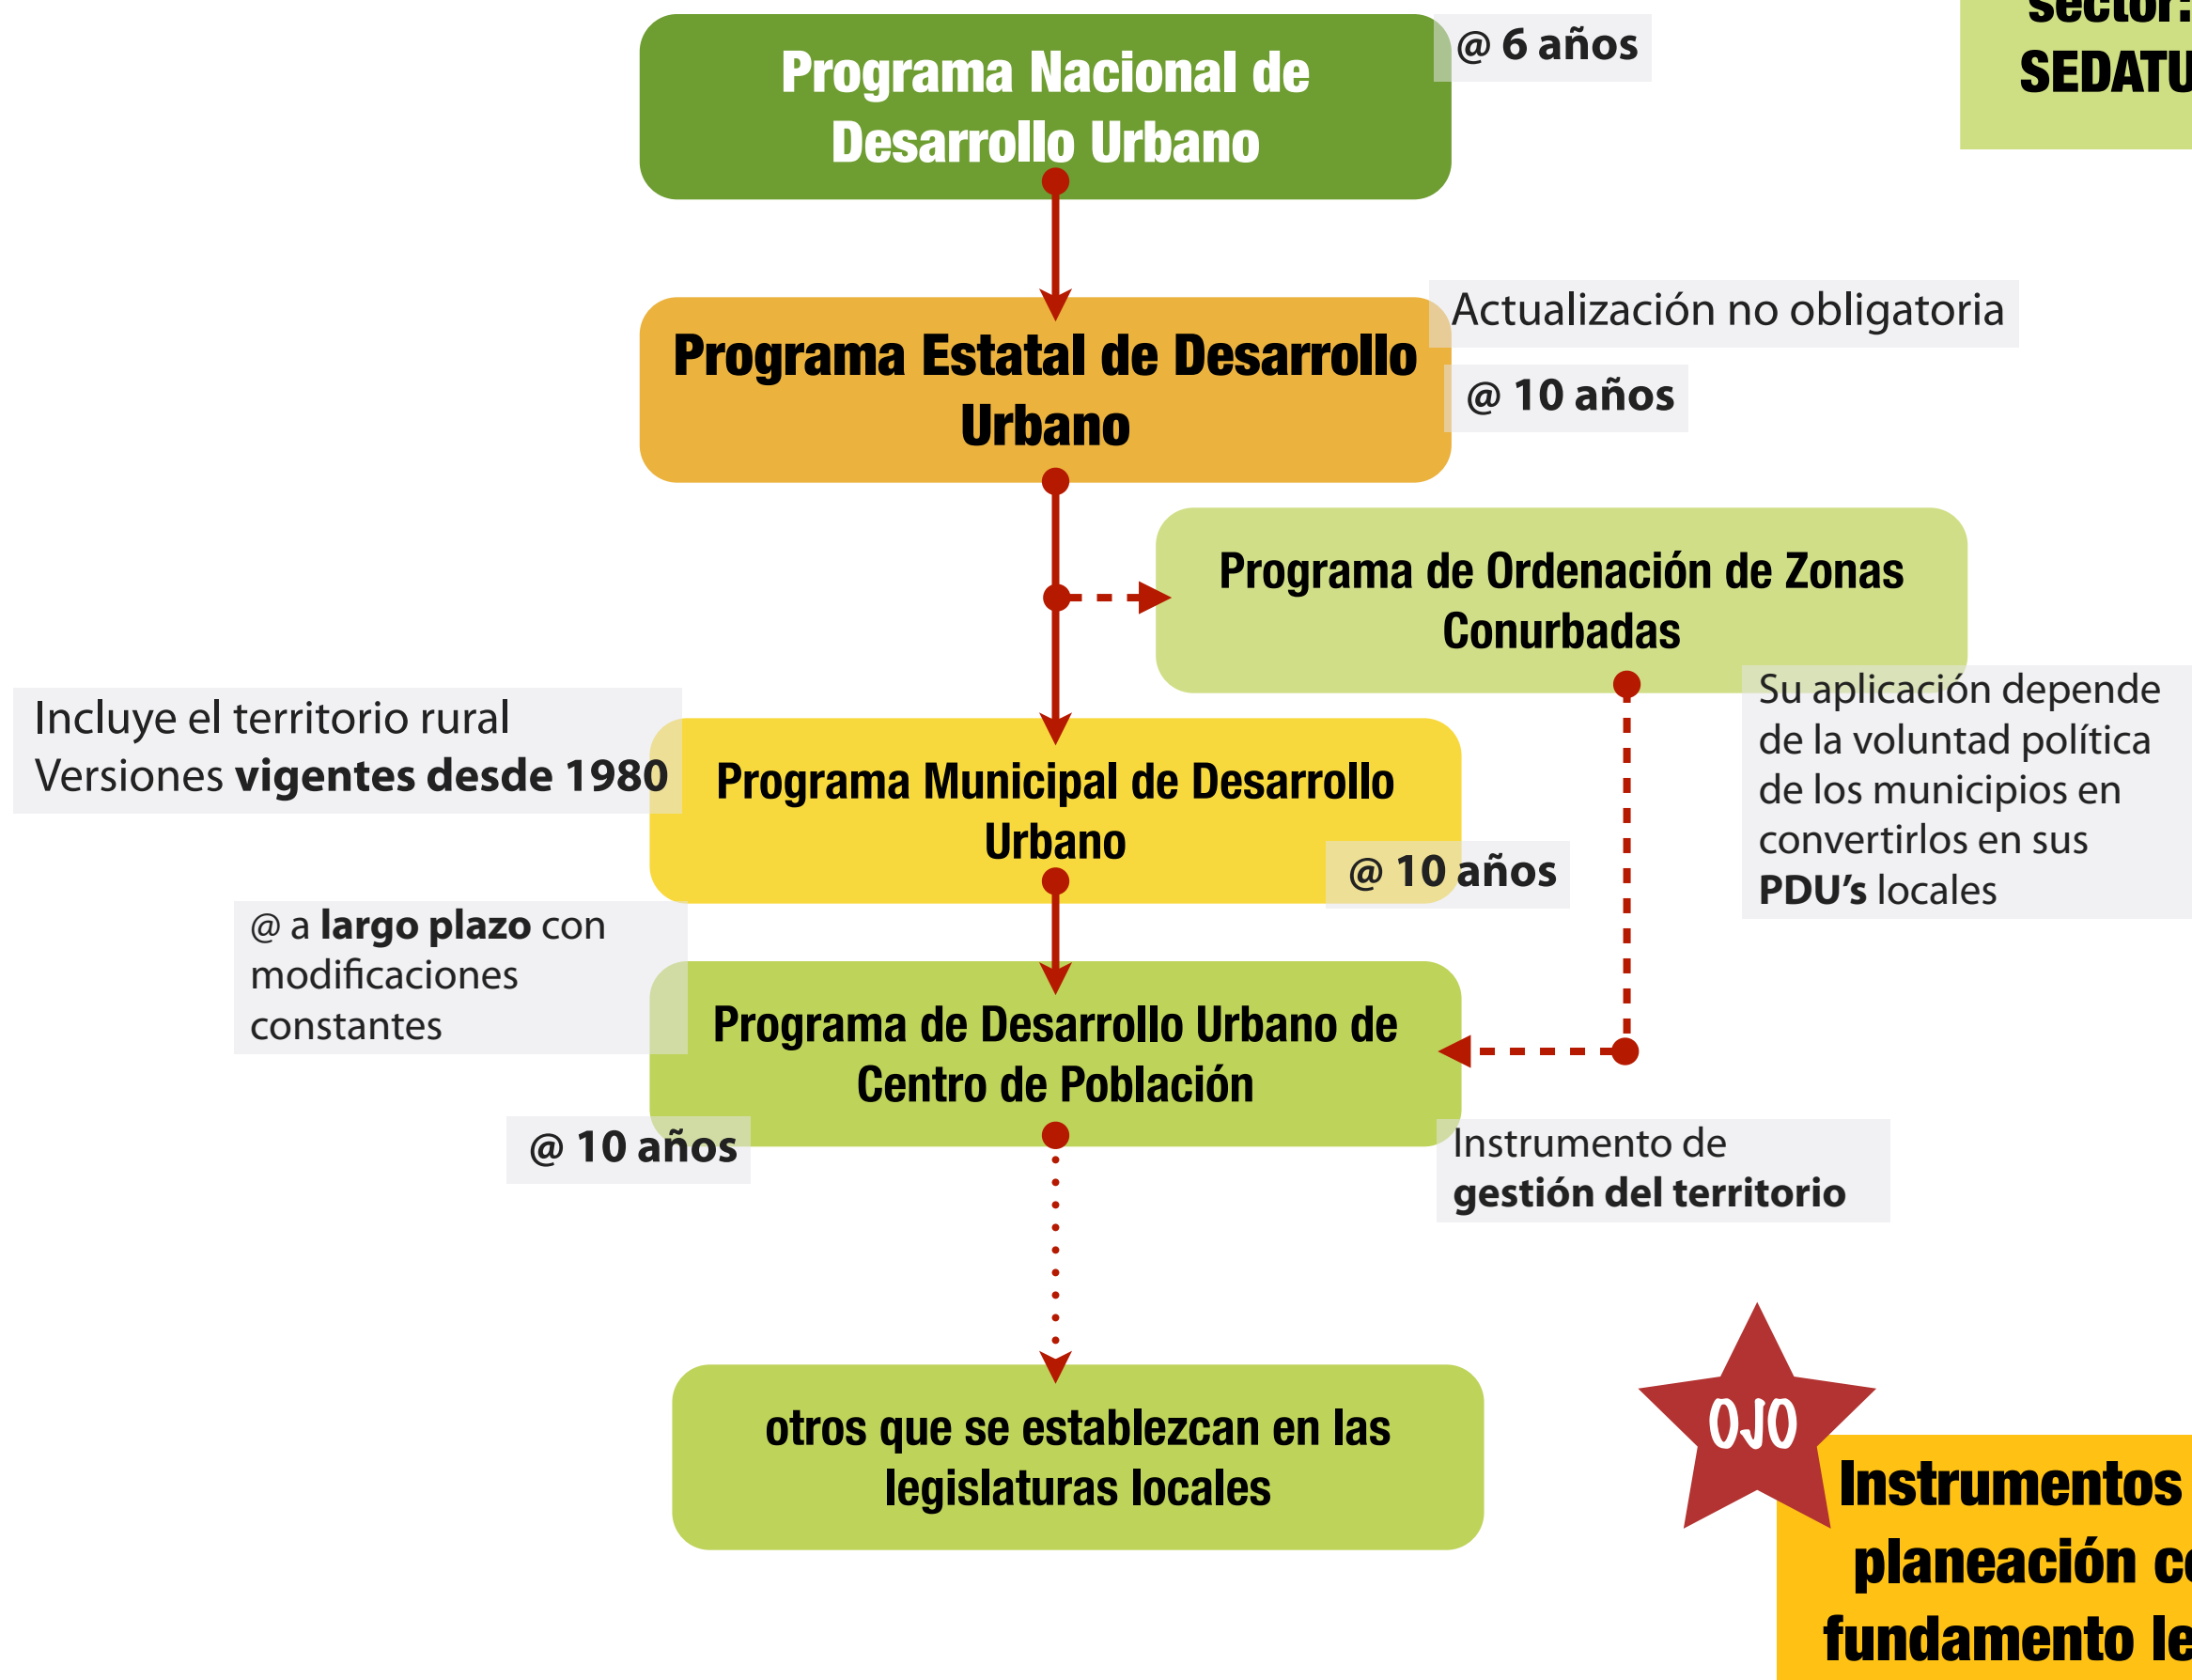 sector:
SEDATU
Programa Nacional de
Desarrollo Urbano
@ 6 años
Programa Estatal de Desarrollo
Urbano
Actualización no obligatoria
@ 10 años
Programa de Ordenación de Zonas
Conurbadas
Su aplicación depende
de la voluntad política
de los municipios en
convertirlos en sus
PDU's locales
Incluye el territorio rural
Versiones vigentes desde 1980
Programa Municipal de Desarrollo
Urbano
@ 10 años
@ a largo plazo con
modificaciones
constantes
Programa de Desarrollo Urbano de
Centro de Población
@ 10 años
Instrumento de
gestión del territorio
otros que se establezcan en las
legislaturas locales
OJO
Instrumentos
planeación
fundamento